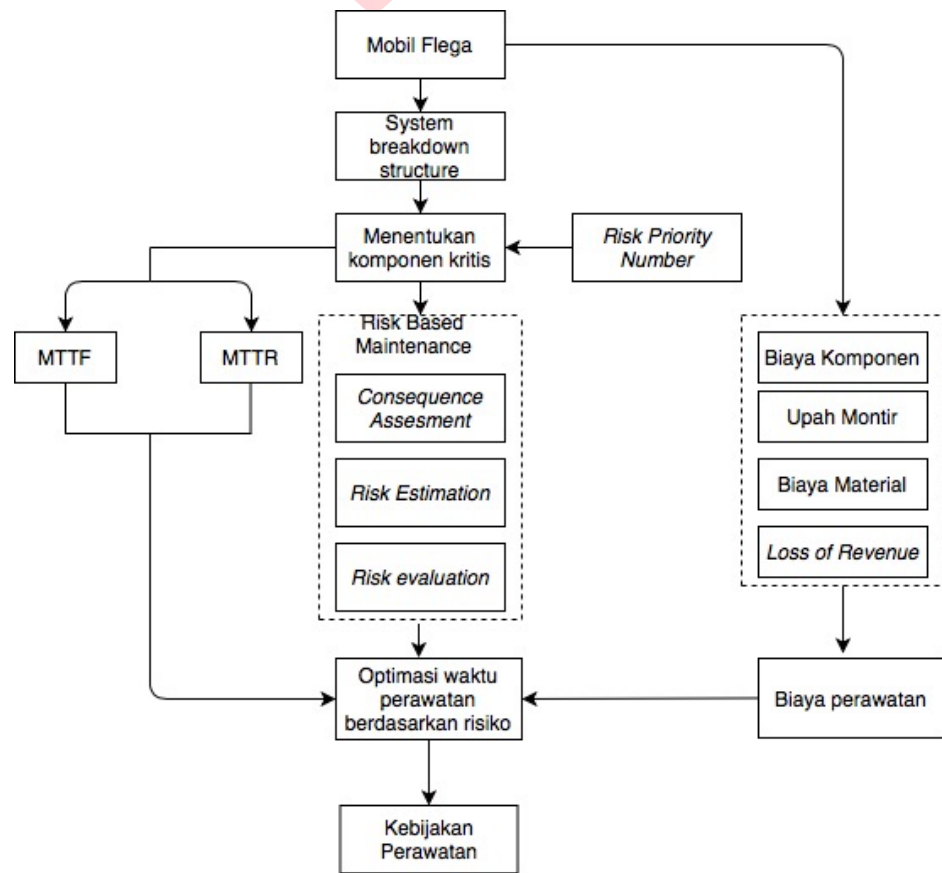 Mobil Flega
System
breakdown
structure
Menentukan
komponen kritis
Risk Priority
Number
MTTF
MTTR
Risk Based
Maintenance
Consequence
Assesment
Risk Estimation
Risk evaluation
Biaya Komponen
Upah Montir
Biaya Material
Loss of Revenue
Optimasi waktu
perawatan
berdasarkan risiko
Biaya perawatan
Kebijakan
Perawatan